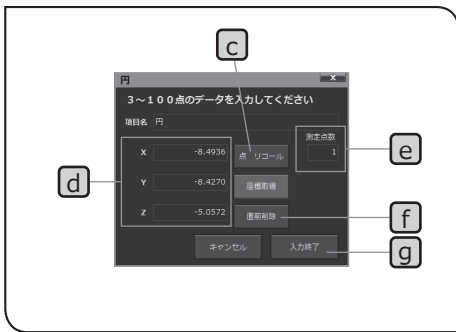 c
円
3～100点のデータを入力してください
項目名 円
測定点数
X -8.4936 点 リコール 1 e
d Y -8.4270 座標取得
Z -5.0572 直前削除 f
キャンセル 入力終了 g